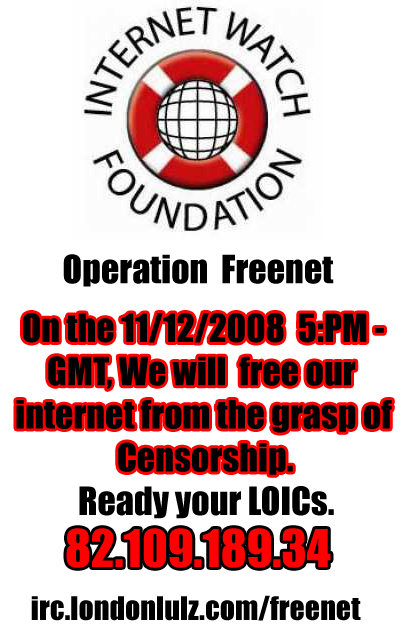 INTERNET WATCH
FOUNDATION
Operation Freenet
On the 11/12/2008 5:PM -
GMT, We will free our
internet from the grasp of
Censorship.
Ready your LOICs.
82.109.189.34
irc.londonlulz.com/freenet